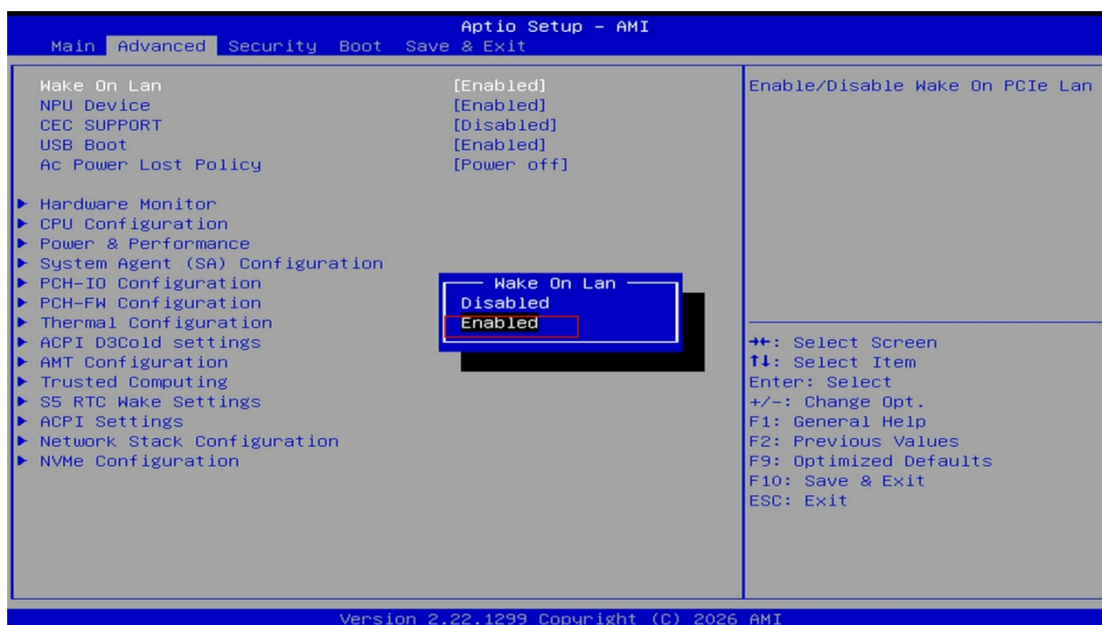 Aptio Setup – AMI
Main Advanced Security Boot Save & Exit
Wake On Lan [Enabled]
NPU Device [Enabled]
CEC SUPPORT [Disabled]
USB Boot [Enabled]
Ac Power Lost Policy [Power off]
Hardware Monitor
CPU Configuration
Power & Performance
System Agent (SA) Configuration
PCH-IO Configuration
PCH-FW Configuration
Thermal Configuration
ACPI D3Cold settings
AMT Configuration
Trusted Computing
S5 RTC Wake Settings
ACPI Settings
Network Stack Configuration
NVMe Configuration
Wake On Lan
Disabled
Enabled
Enable/Disable Wake On PCIe Lan
→←: Select Screen
↑↓: Select Item
Enter: Select
+/-: Change Opt.
F1: General Help
F2: Previous Values
F9: Optimized Defaults
F10: Save & Exit
ESC: Exit
Version 2.22.1299 Copyright (C) 2026 AMI